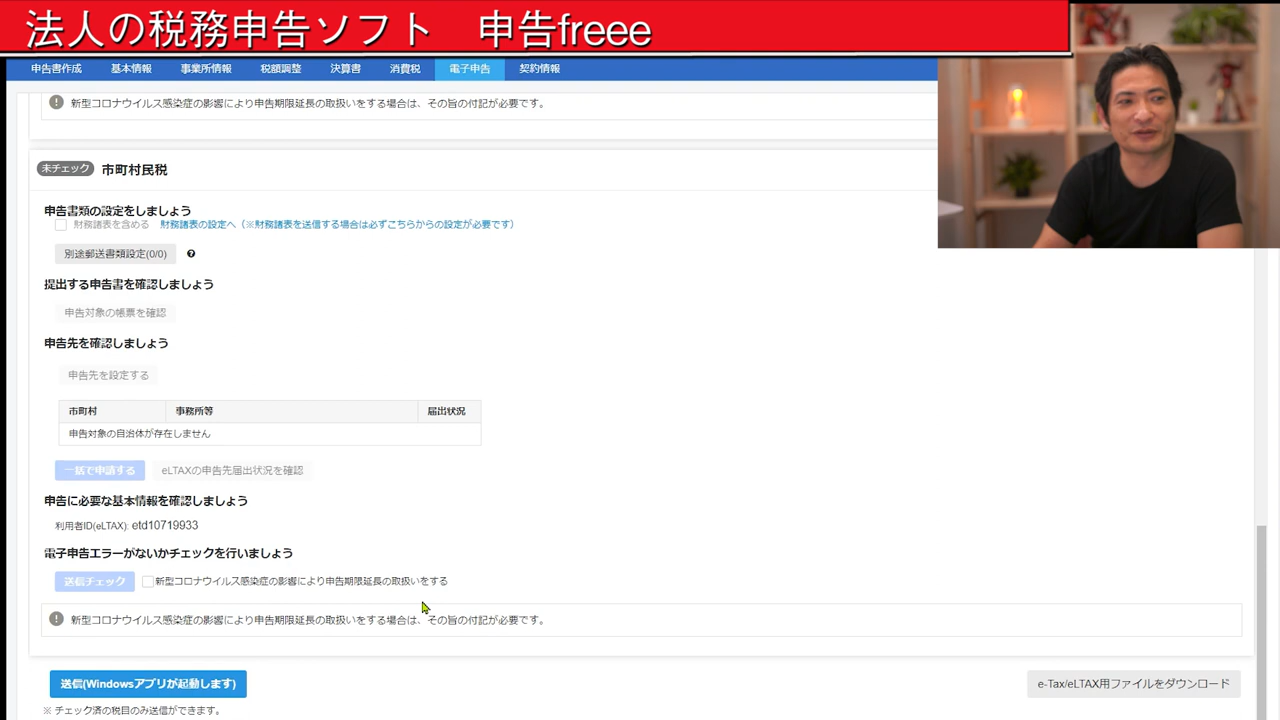 法人の税務申告ソフト 申告freee
申告書作成 基本情報 事業所情報 税額調整 決算書 消費税 電子申告 契約情報
新型コロナウイルス感染症の影響により申告期限延長の取扱いをする場合は、その旨の付記が必要です。
未チェック 市町村民税
申告書類の設定をしましょう
財務諸表を含める 財務諸表の設定へ（※財務諸表を送信する場合は必ずこちらからの設定が必要です）
別途郵送書類設定(0/0)
提出する申告書を確認しましょう
申告対象の帳票を確認
申告先を確認しましょう
申告先を設定する
市町村 事務所等 届出状況
申告対象の自治体が存在しません
一括で申請する eLTAXの申告先届出状況を確認
申告に必要な基本情報を確認しましょう
利用者ID(eLTAX): etd10719933
電子申告エラーがないかチェックを行いましょう
送信チェック 新型コロナウイルス感染症の影響により申告期限延長の取扱いをする
新型コロナウイルス感染症の影響により申告期限延長の取扱いをする場合は、その旨の付記が必要です。
送信(Windowsアプリが起動します) e-Tax/eLTAX用ファイルをダウンロード
※ チェック済の税目のみ送信ができます。